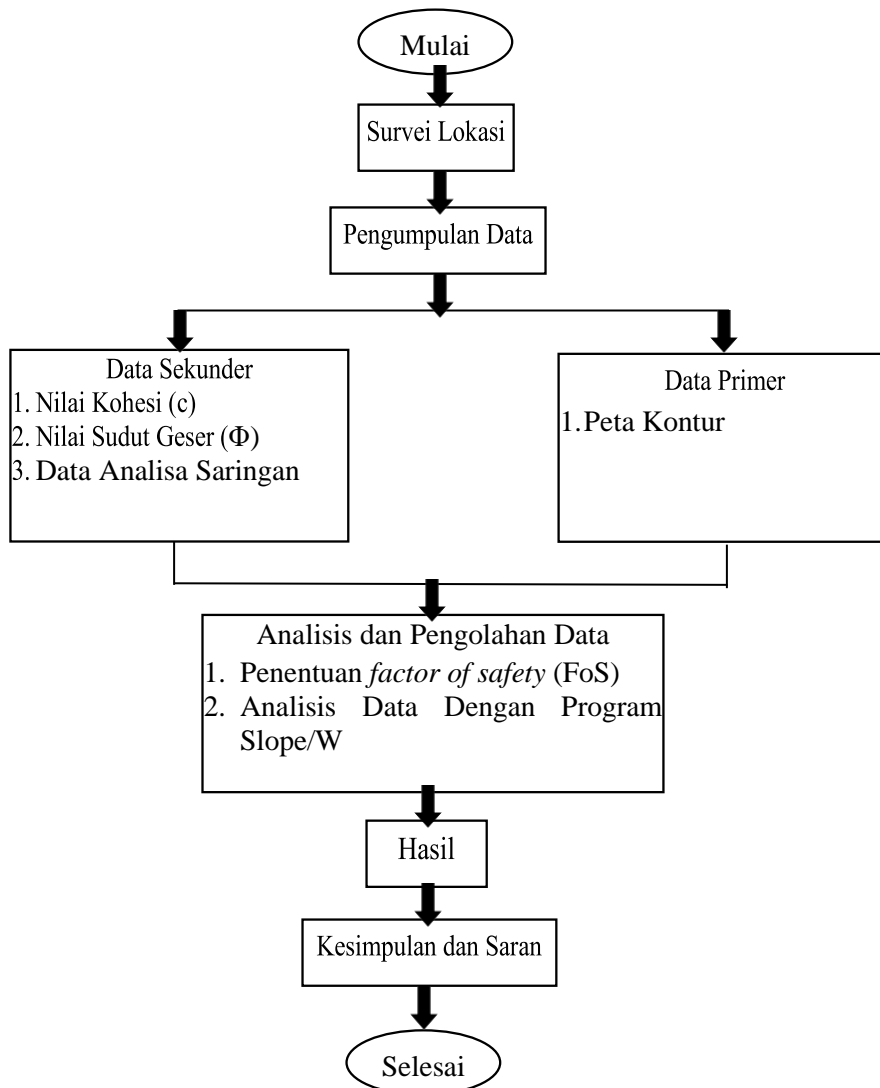 Mulai
Survei Lokasi
Pengumpulan Data
Data Sekunder
1. Nilai Kohesi (c)
2. Nilai Sudut Geser (Φ)
3. Data Analisa Saringan
Data Primer
1. Peta Kontur
Analisis dan Pengolahan Data
1. Penentuan factor of safety (FoS)
2. Analisis Data Dengan Program
Slope/W
Hasil
Kesimpulan dan Saran
Selesai